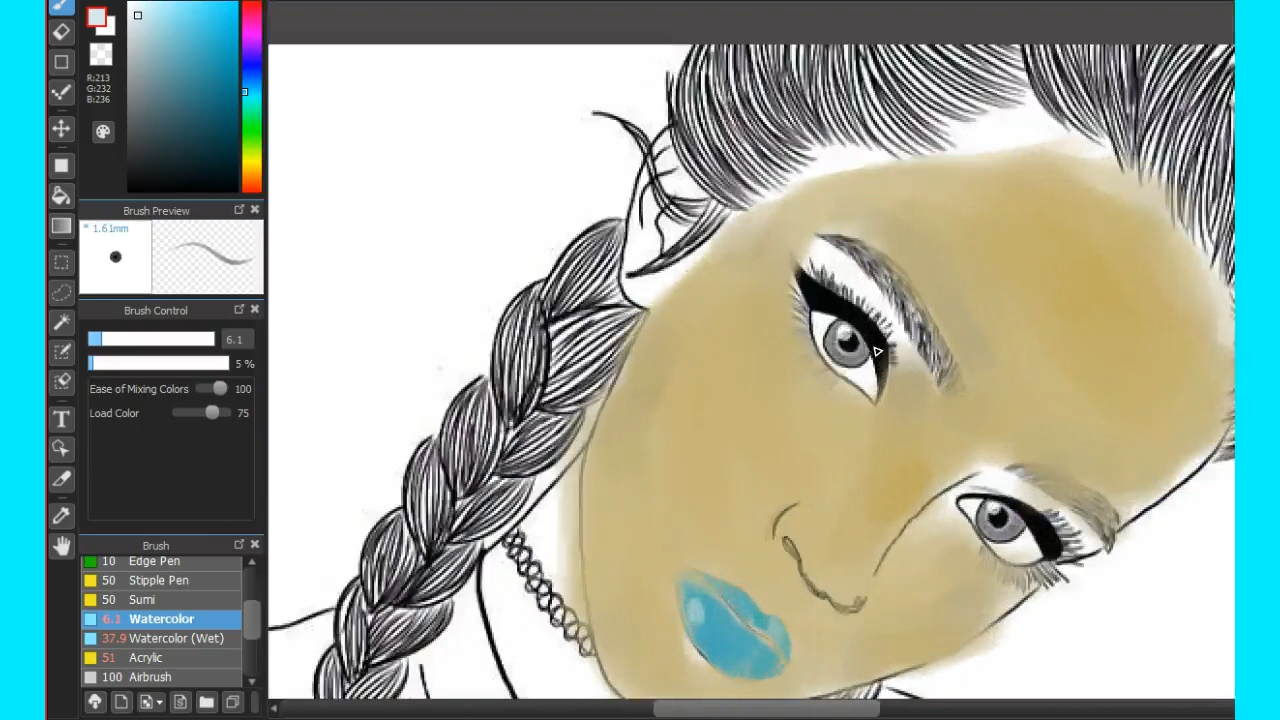 R:213
G:232
B:236
Brush Preview
* 1.61mm
Brush Control
6.1
5 %
Ease of Mixing Colors 100
Load Color 75
Brush
10 Edge Pen
50 Stipple Pen
50 Sumi
6.1 Watercolor
37.9 Watercolor (Wet)
51 Acrylic
100 Airbrush
T